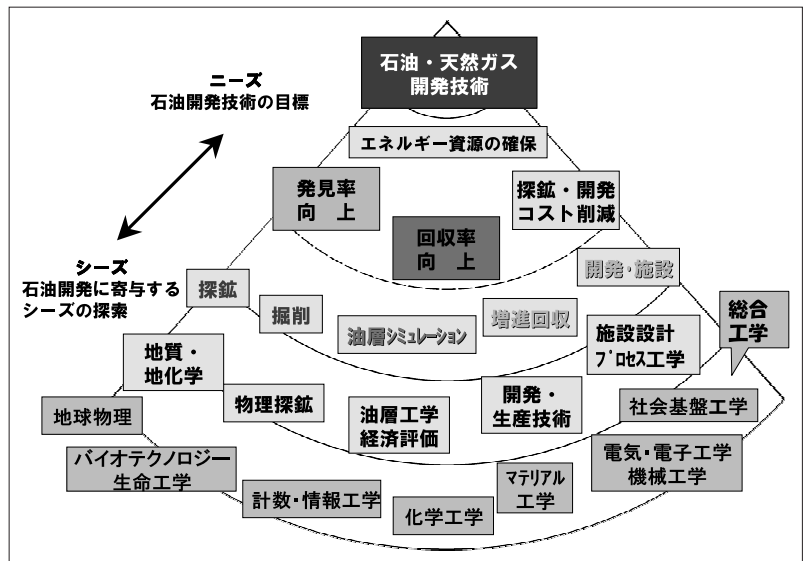 石油・天然ガス
開発技術
ニーズ
石油開発技術の目標
エネルギー資源の確保
発見率
向　上
探鉱・開発
コスト削減
回収率
向　上
シーズ
石油開発に寄与する
シーズの探索
探鉱
掘削
油層シミュレーション
増進回収
開発・施設
総合
工学
地質・
地化学
物理探鉱
油層工学
経済評価
開発・
生産技術
施設設計
プロセス工学
地球物理
バイオテクノロジー
生命工学
計数・情報工学
化学工学
マテリアル
工学
社会基盤工学
電気・電子工学
機械工学